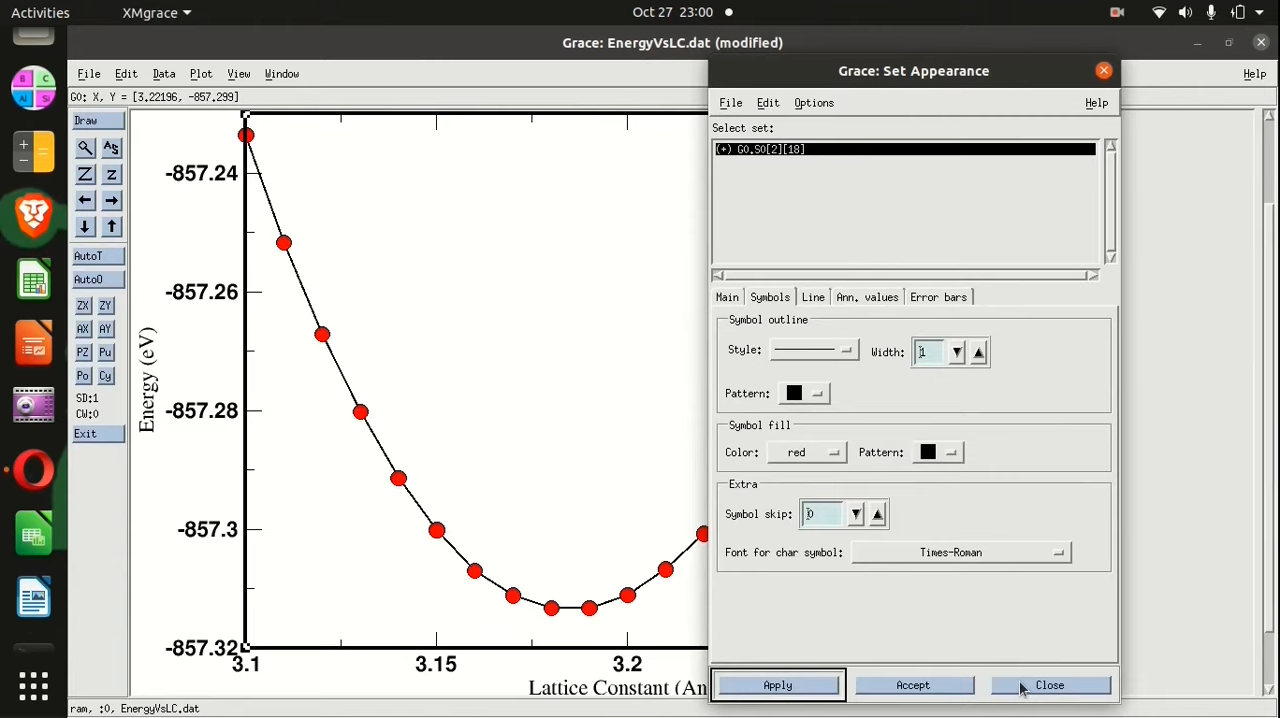 Activities
XMgrace
Oct 27 23:00
Grace: EnergyVsLC.dat (modified)
File Edit Data Plot View Window
Help
G0: X, Y = [3.22196, -857.299]
Draw
AS
Z z
AutoT
AutoO
ZX ZY
AX AY
PZ Pu
Po Cy
SD:1
CW:0
Exit
-857.24
-857.26
-857.28
-857.3
-857.32
3.1 3.15 3.2
Energy (eV)
Lattice Constant (An
ram, :0, EnergyVsLC.dat
Grace: Set Appearance
File Edit Options
Help
Select set:
(+) G0.S0[2][18]
Main Symbols Line Ann. values Error bars
Symbol outline
Style:
Width: 1
Pattern:
Symbol fill
Color: red
Pattern:
Extra
Symbol skip: 0
Font for char symbol: Times-Roman
Apply Accept Close
B C
Al Si